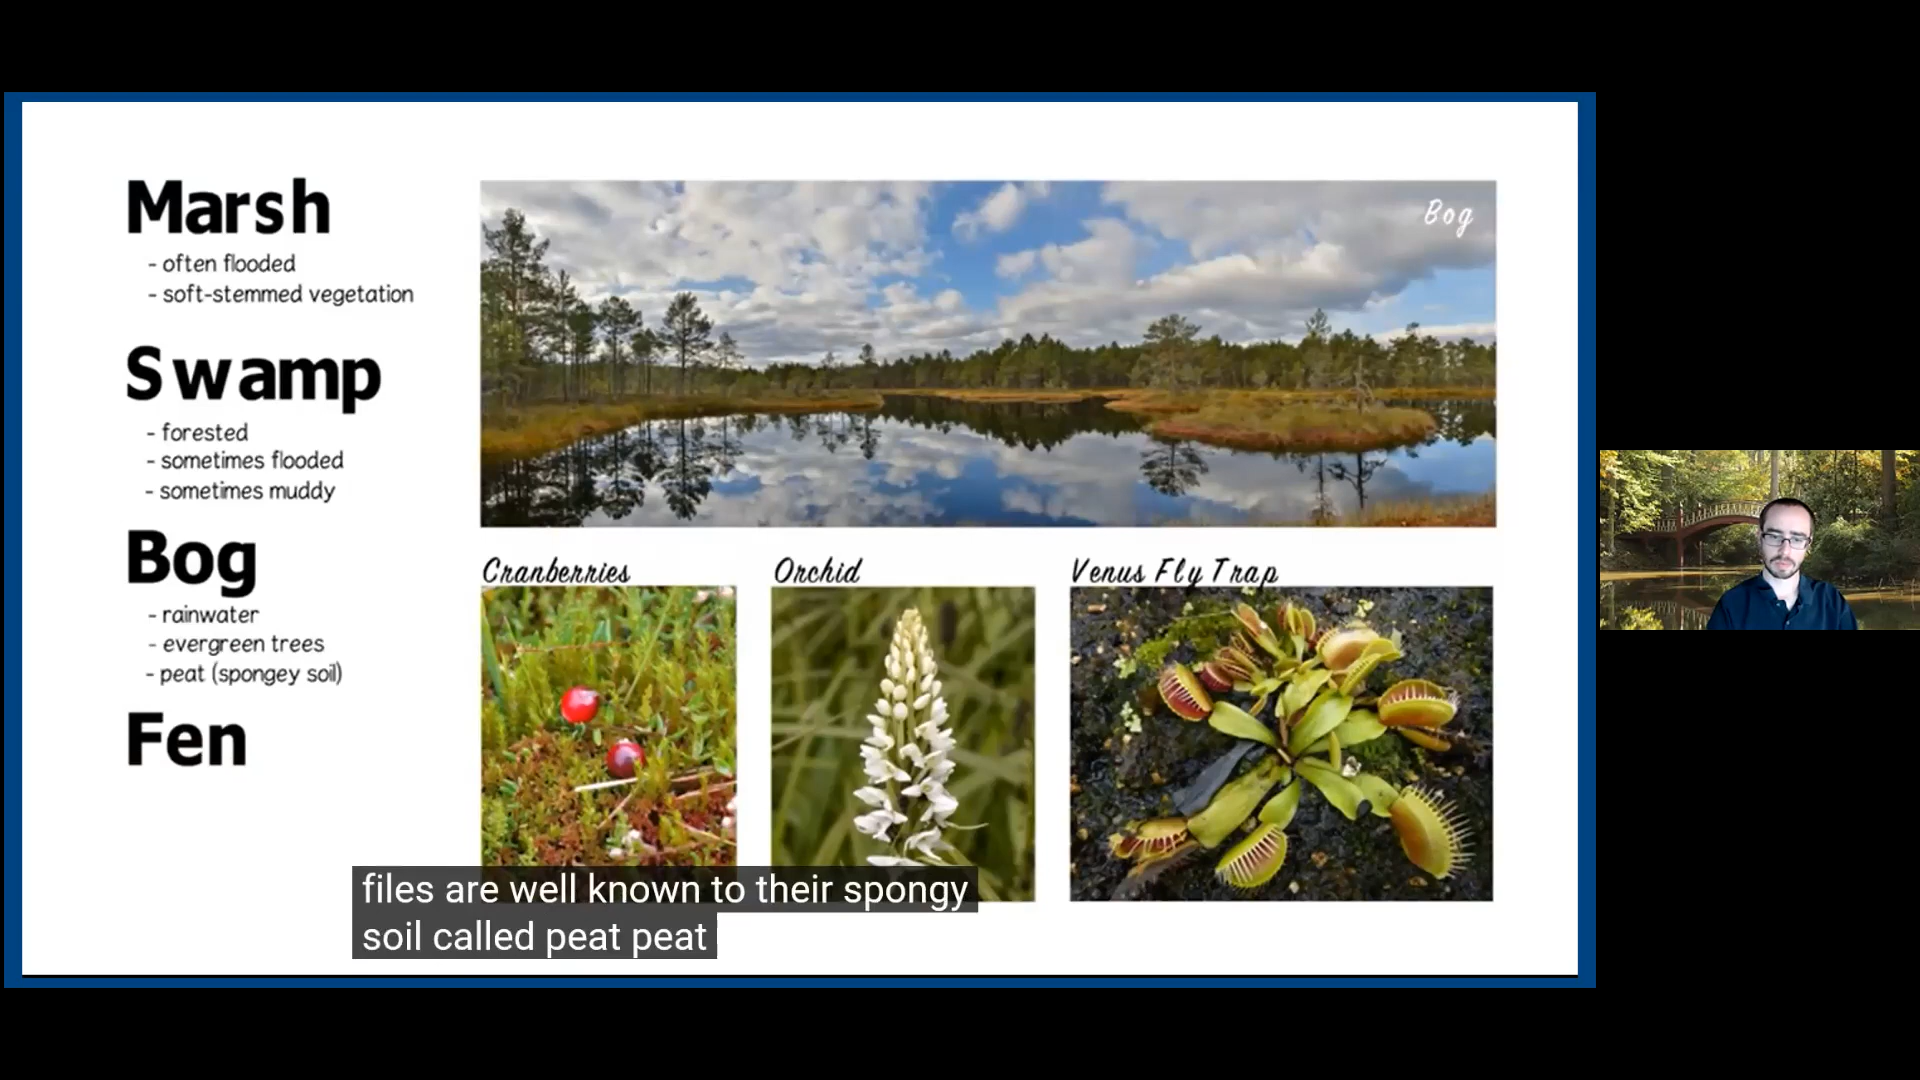 Marsh
- often flooded
- soft-stemmed vegetation
Swamp
- forested
- sometimes flooded
- sometimes muddy
Bog
- rainwater
- evergreen trees
- peat (spongey soil)
Fen
Bog
Cranberries
Orchid
Venus Fly Trap
files are well known to their spongy
soil called peat peat